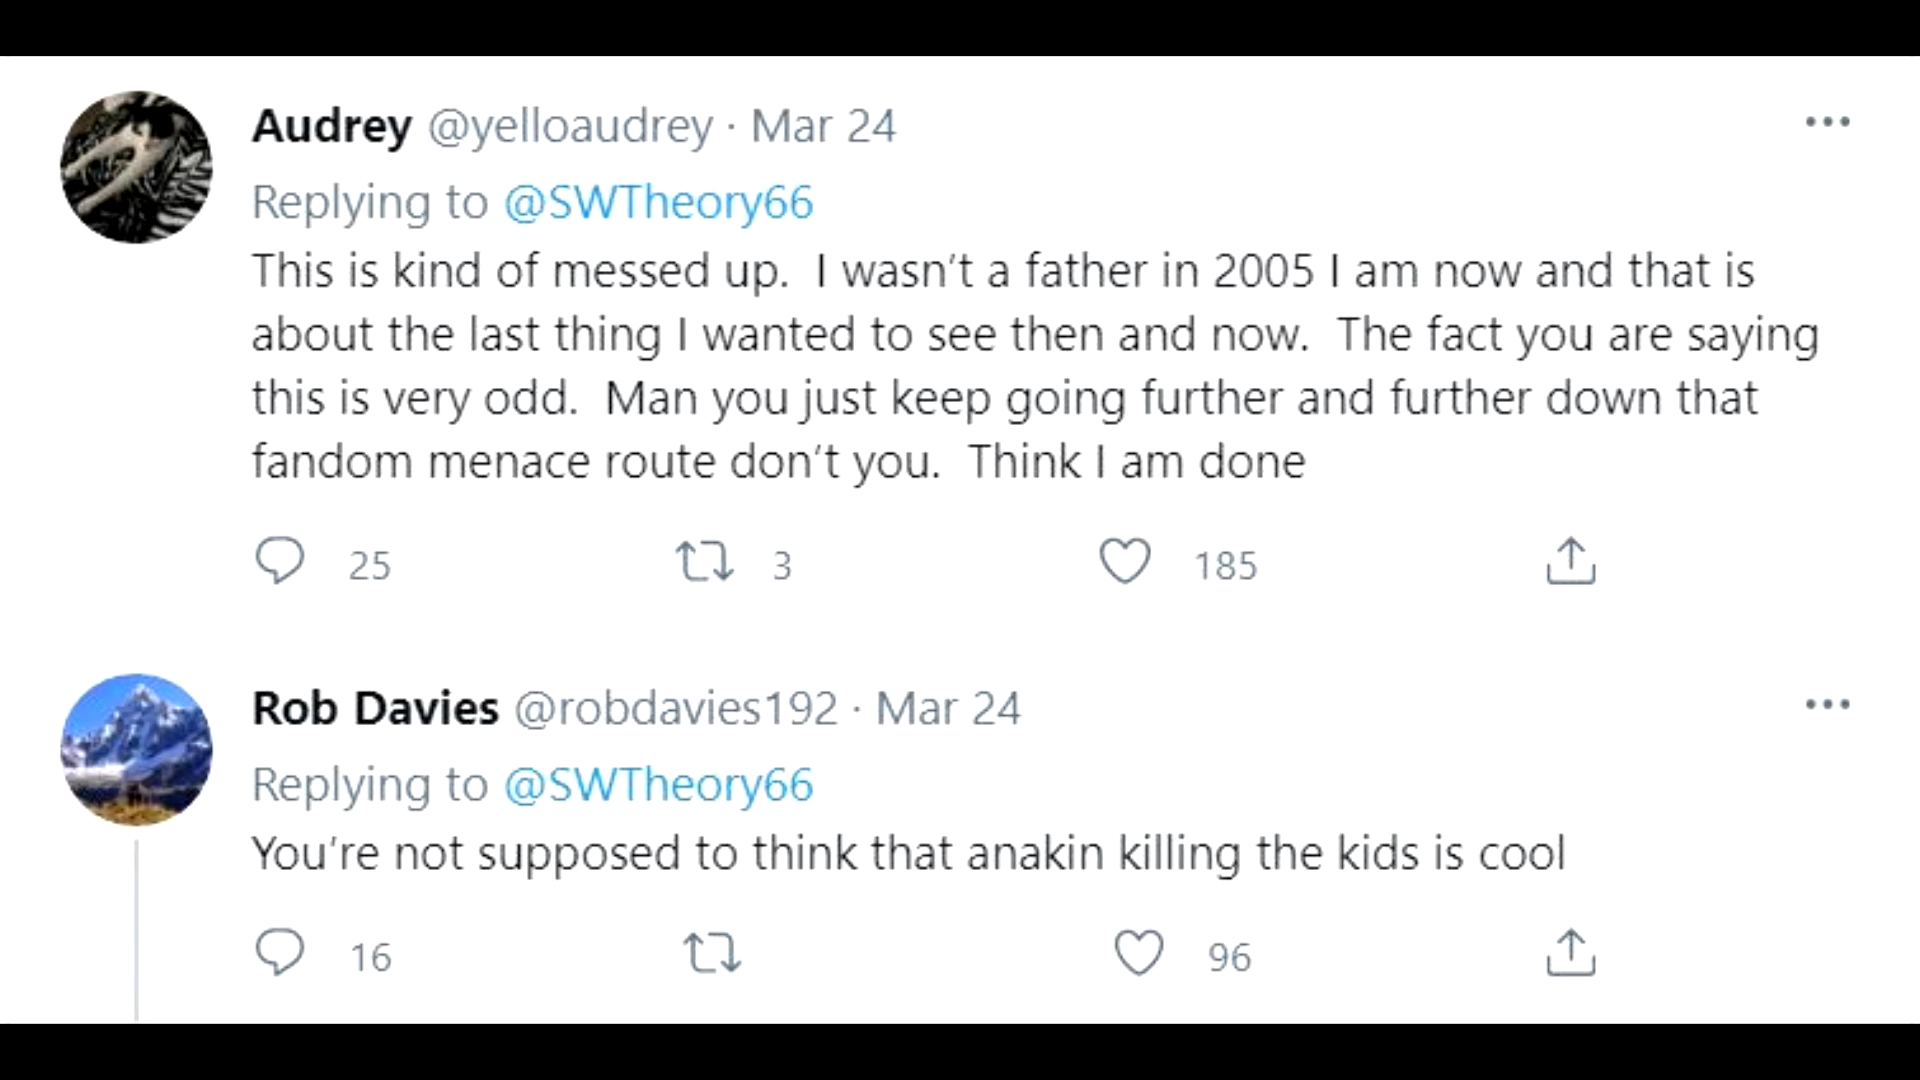 Audrey @yelloaudrey · Mar 24
Replying to @SWTheory66
This is kind of messed up.  I wasn't a father in 2005 I am now and that is
about the last thing I wanted to see then and now.  The fact you are saying
this is very odd.  Man you just keep going further and further down that
fandom menace route don't you.  Think I am done
25 3 185
Rob Davies @robdavies192 · Mar 24
Replying to @SWTheory66
You're not supposed to think that anakin killing the kids is cool
16 96